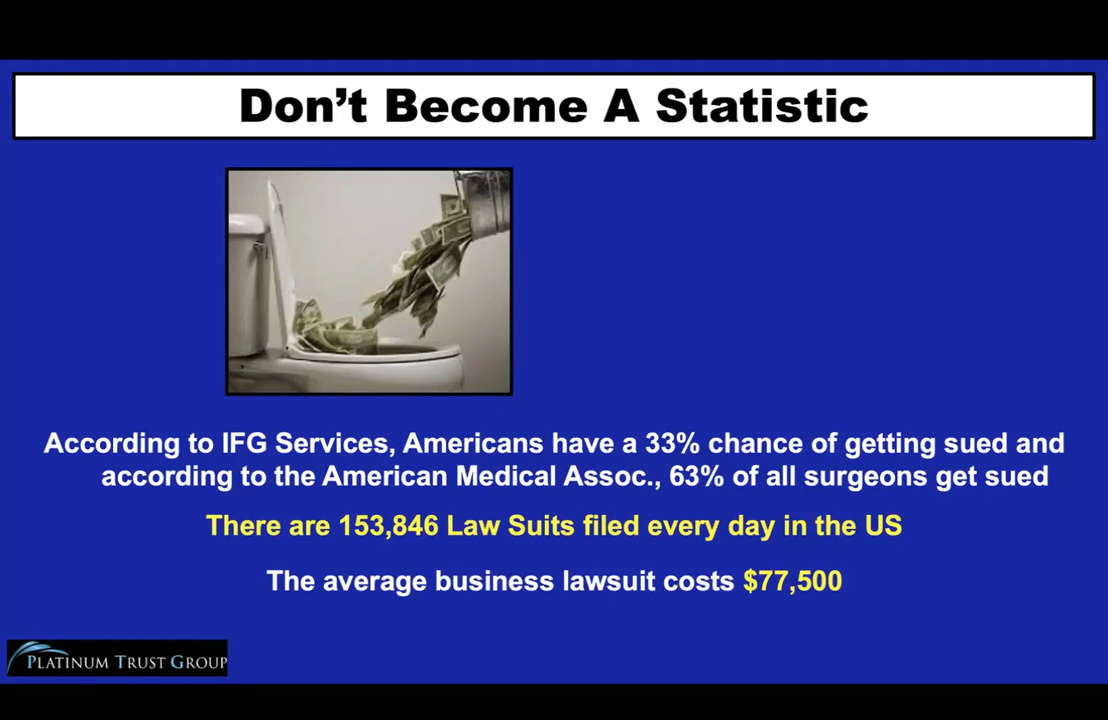 Don’t Become A Statistic
According to IFG Services, Americans have a 33% chance of getting sued and
according to the American Medical Assoc., 63% of all surgeons get sued
There are 153,846 Law Suits filed every day in the US
The average business lawsuit costs $77,500
PLATINUM TRUST GROUP